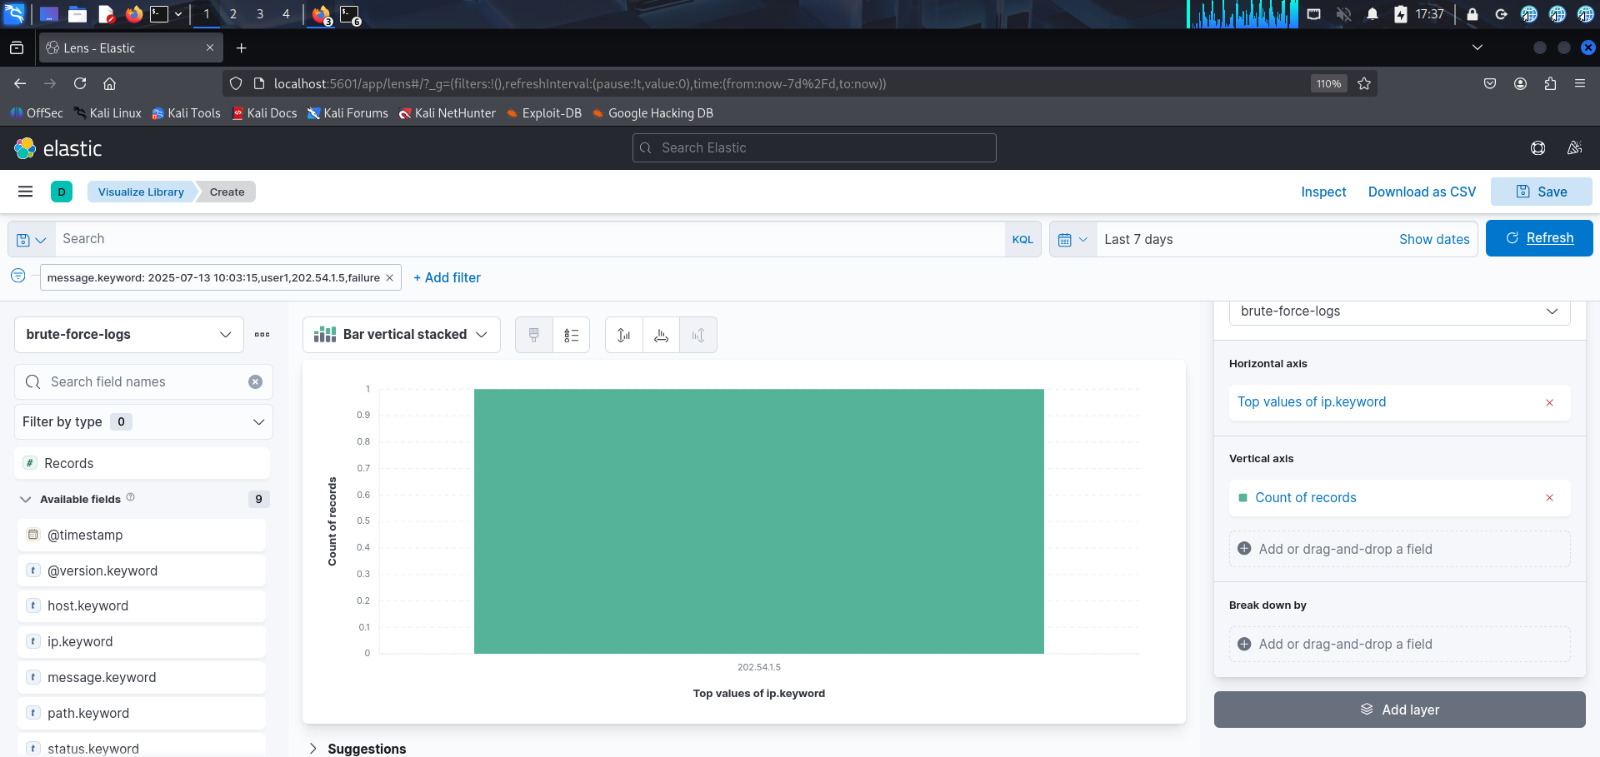 1 2 3 4 3 6 17:37
Lens - Elastic
localhost:5601/app/lens#/?_g=(filters:!(),refreshInterval:(pause:!t,value:0),time:(from:now-7d%2Fd,to:now)) 110%
OffSec Kali Linux Kali Tools Kali Docs Kali Forums Kali NetHunter Exploit-DB Google Hacking DB
elastic Search Elastic
D Visualize Library Create Inspect Download as CSV Save
Search KQL Last 7 days Show dates Refresh
message.keyword: 2025-07-13 10:03:15,user1,202.54.1.5,failure × + Add filter
brute-force-logs
Search field names
Filter by type 0
# Records
Available fields 9
@timestamp
t @version.keyword
t host.keyword
t ip.keyword
t message.keyword
t path.keyword
t status.keyword
Bar vertical stacked
1
0.9
0.8
0.7
0.6
0.5
0.4
0.3
0.2
0.1
0
Count of records
202.54.1.5
Top values of ip.keyword
Suggestions
brute-force-logs
Horizontal axis
Top values of ip.keyword
Vertical axis
Count of records
Add or drag-and-drop a field
Break down by
Add or drag-and-drop a field
Add layer